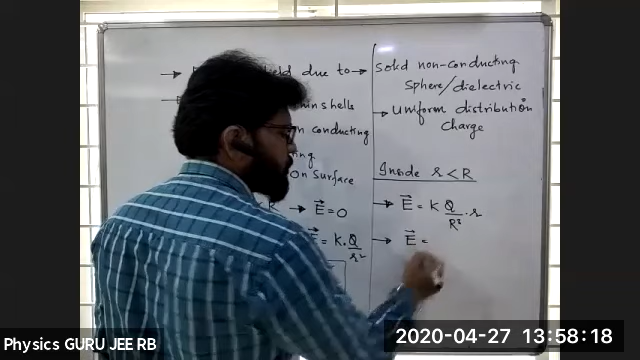 ld due to →
nshells
n conducting
On Surface
→ E⃗ = 0
E⃗ = K.Q/r²
Solid non-conducting
Sphere/dielectric
→ Uniform distribution
Charge
Inside r < R
→ E⃗ = K Q/R³ . r
→ E⃗ =
Physics GURU JEE RB
2020-04-27 13:58:18